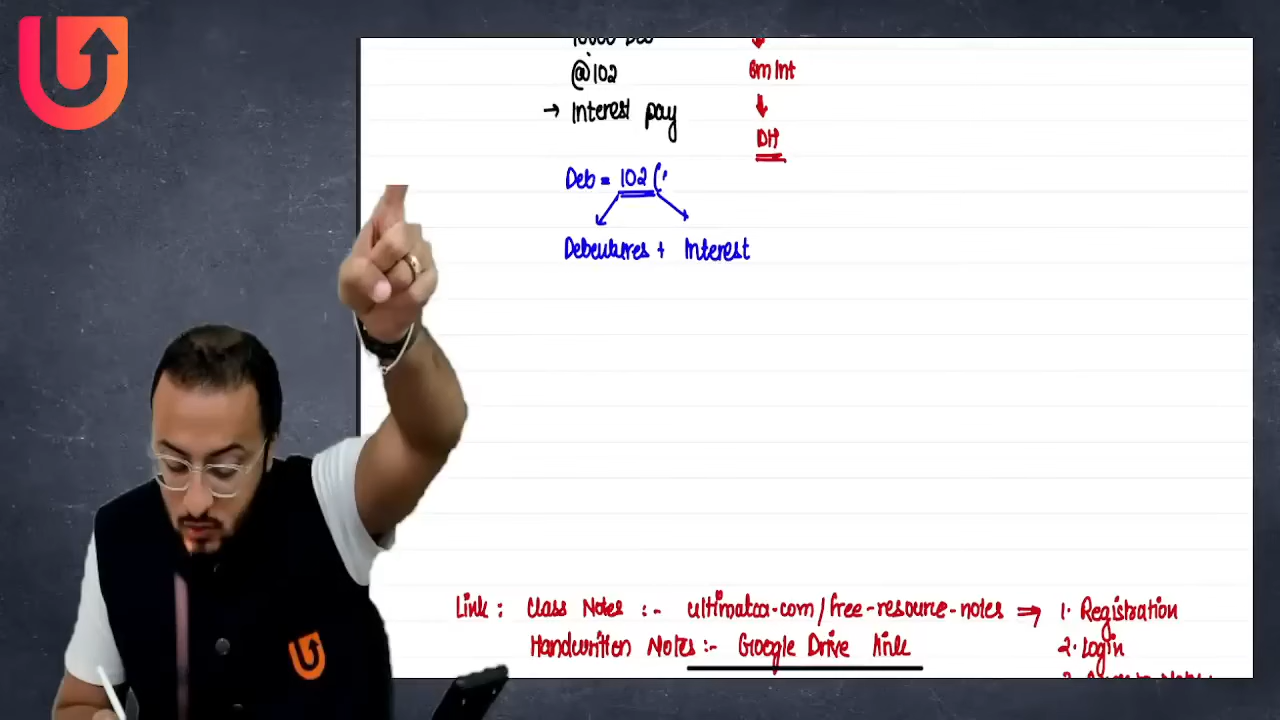 @102
6m Int
→ Interest pay
DH
Deb = 102 (
Debentures + Interest
Link : Class Notes :- ultimateca.com/free-resource-notes ⇒ 1. Registration
Handwritten Notes :- Google Drive link 2. Login